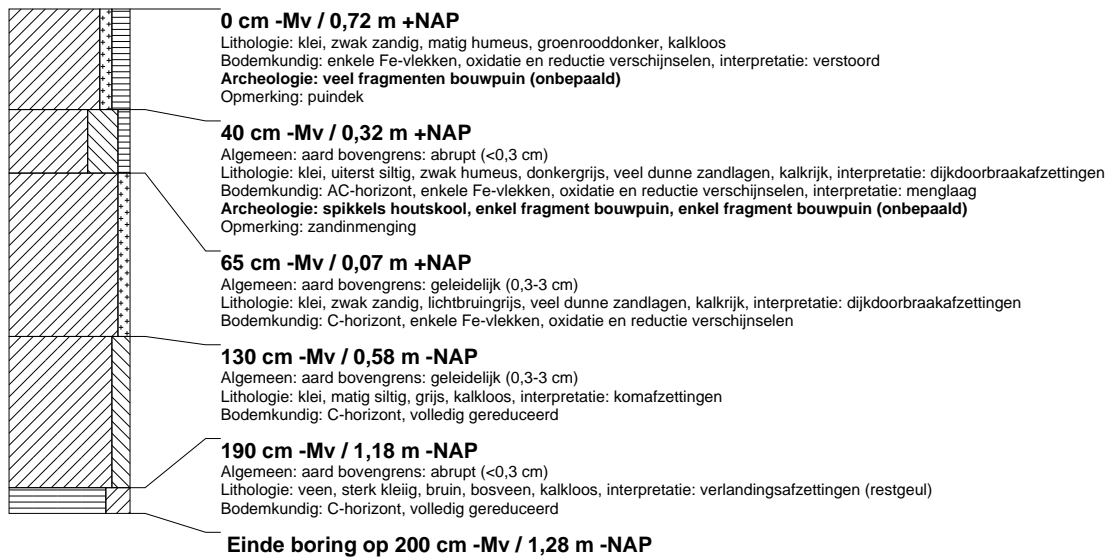 0 cm -Mv / 0,72 m +NAP
Lithologie: klei, zwak zandig, matig humeus, groenrooddonker, kalkloos
Bodemkundig: enkele Fe-vlekken, oxidatie en reductie verschijnselen, interpretatie: verstoord
Archeologie: veel fragmenten bouwpuin (onbepaald)
Opmerking: puindek
40 cm -Mv / 0,32 m +NAP
Algemeen: aard bovengrens: abrupt (<0,3 cm)
Lithologie: klei, uiterst siltig, zwak humeus, donkergrijs, veel dunne zandlagen, kalkrijk, interpretatie: dijkdoorbraakafzettingen
Bodemkundig: AC-horizont, enkele Fe-vlekken, oxidatie en reductie verschijnselen, interpretatie: menglaag
Archeologie: spikkels houtskool, enkel fragment bouwpuin, enkel fragment bouwpuin (onbepaald)
Opmerking: zandinmenging
65 cm -Mv / 0,07 m +NAP
Algemeen: aard bovengrens: geleidelijk (0,3-3 cm)
Lithologie: klei, zwak zandig, lichtbruingrijs, veel dunne zandlagen, kalkrijk, interpretatie: dijkdoorbraakafzettingen
Bodemkundig: C-horizont, enkele Fe-vlekken, oxidatie en reductie verschijnselen
130 cm -Mv / 0,58 m -NAP
Algemeen: aard bovengrens: geleidelijk (0,3-3 cm)
Lithologie: klei, matig siltig, grijs, kalkloos, interpretatie: komafzettingen
Bodemkundig: C-horizont, volledig gereduceerd
190 cm -Mv / 1,18 m -NAP
Algemeen: aard bovengrens: abrupt (<0,3 cm)
Lithologie: veen, sterk kleiig, bruin, bosveen, kalkloos, interpretatie: verlandingsafzettingen (restgeul)
Bodemkundig: C-horizont, volledig gereduceerd
Einde boring op 200 cm -Mv / 1,28 m -NAP